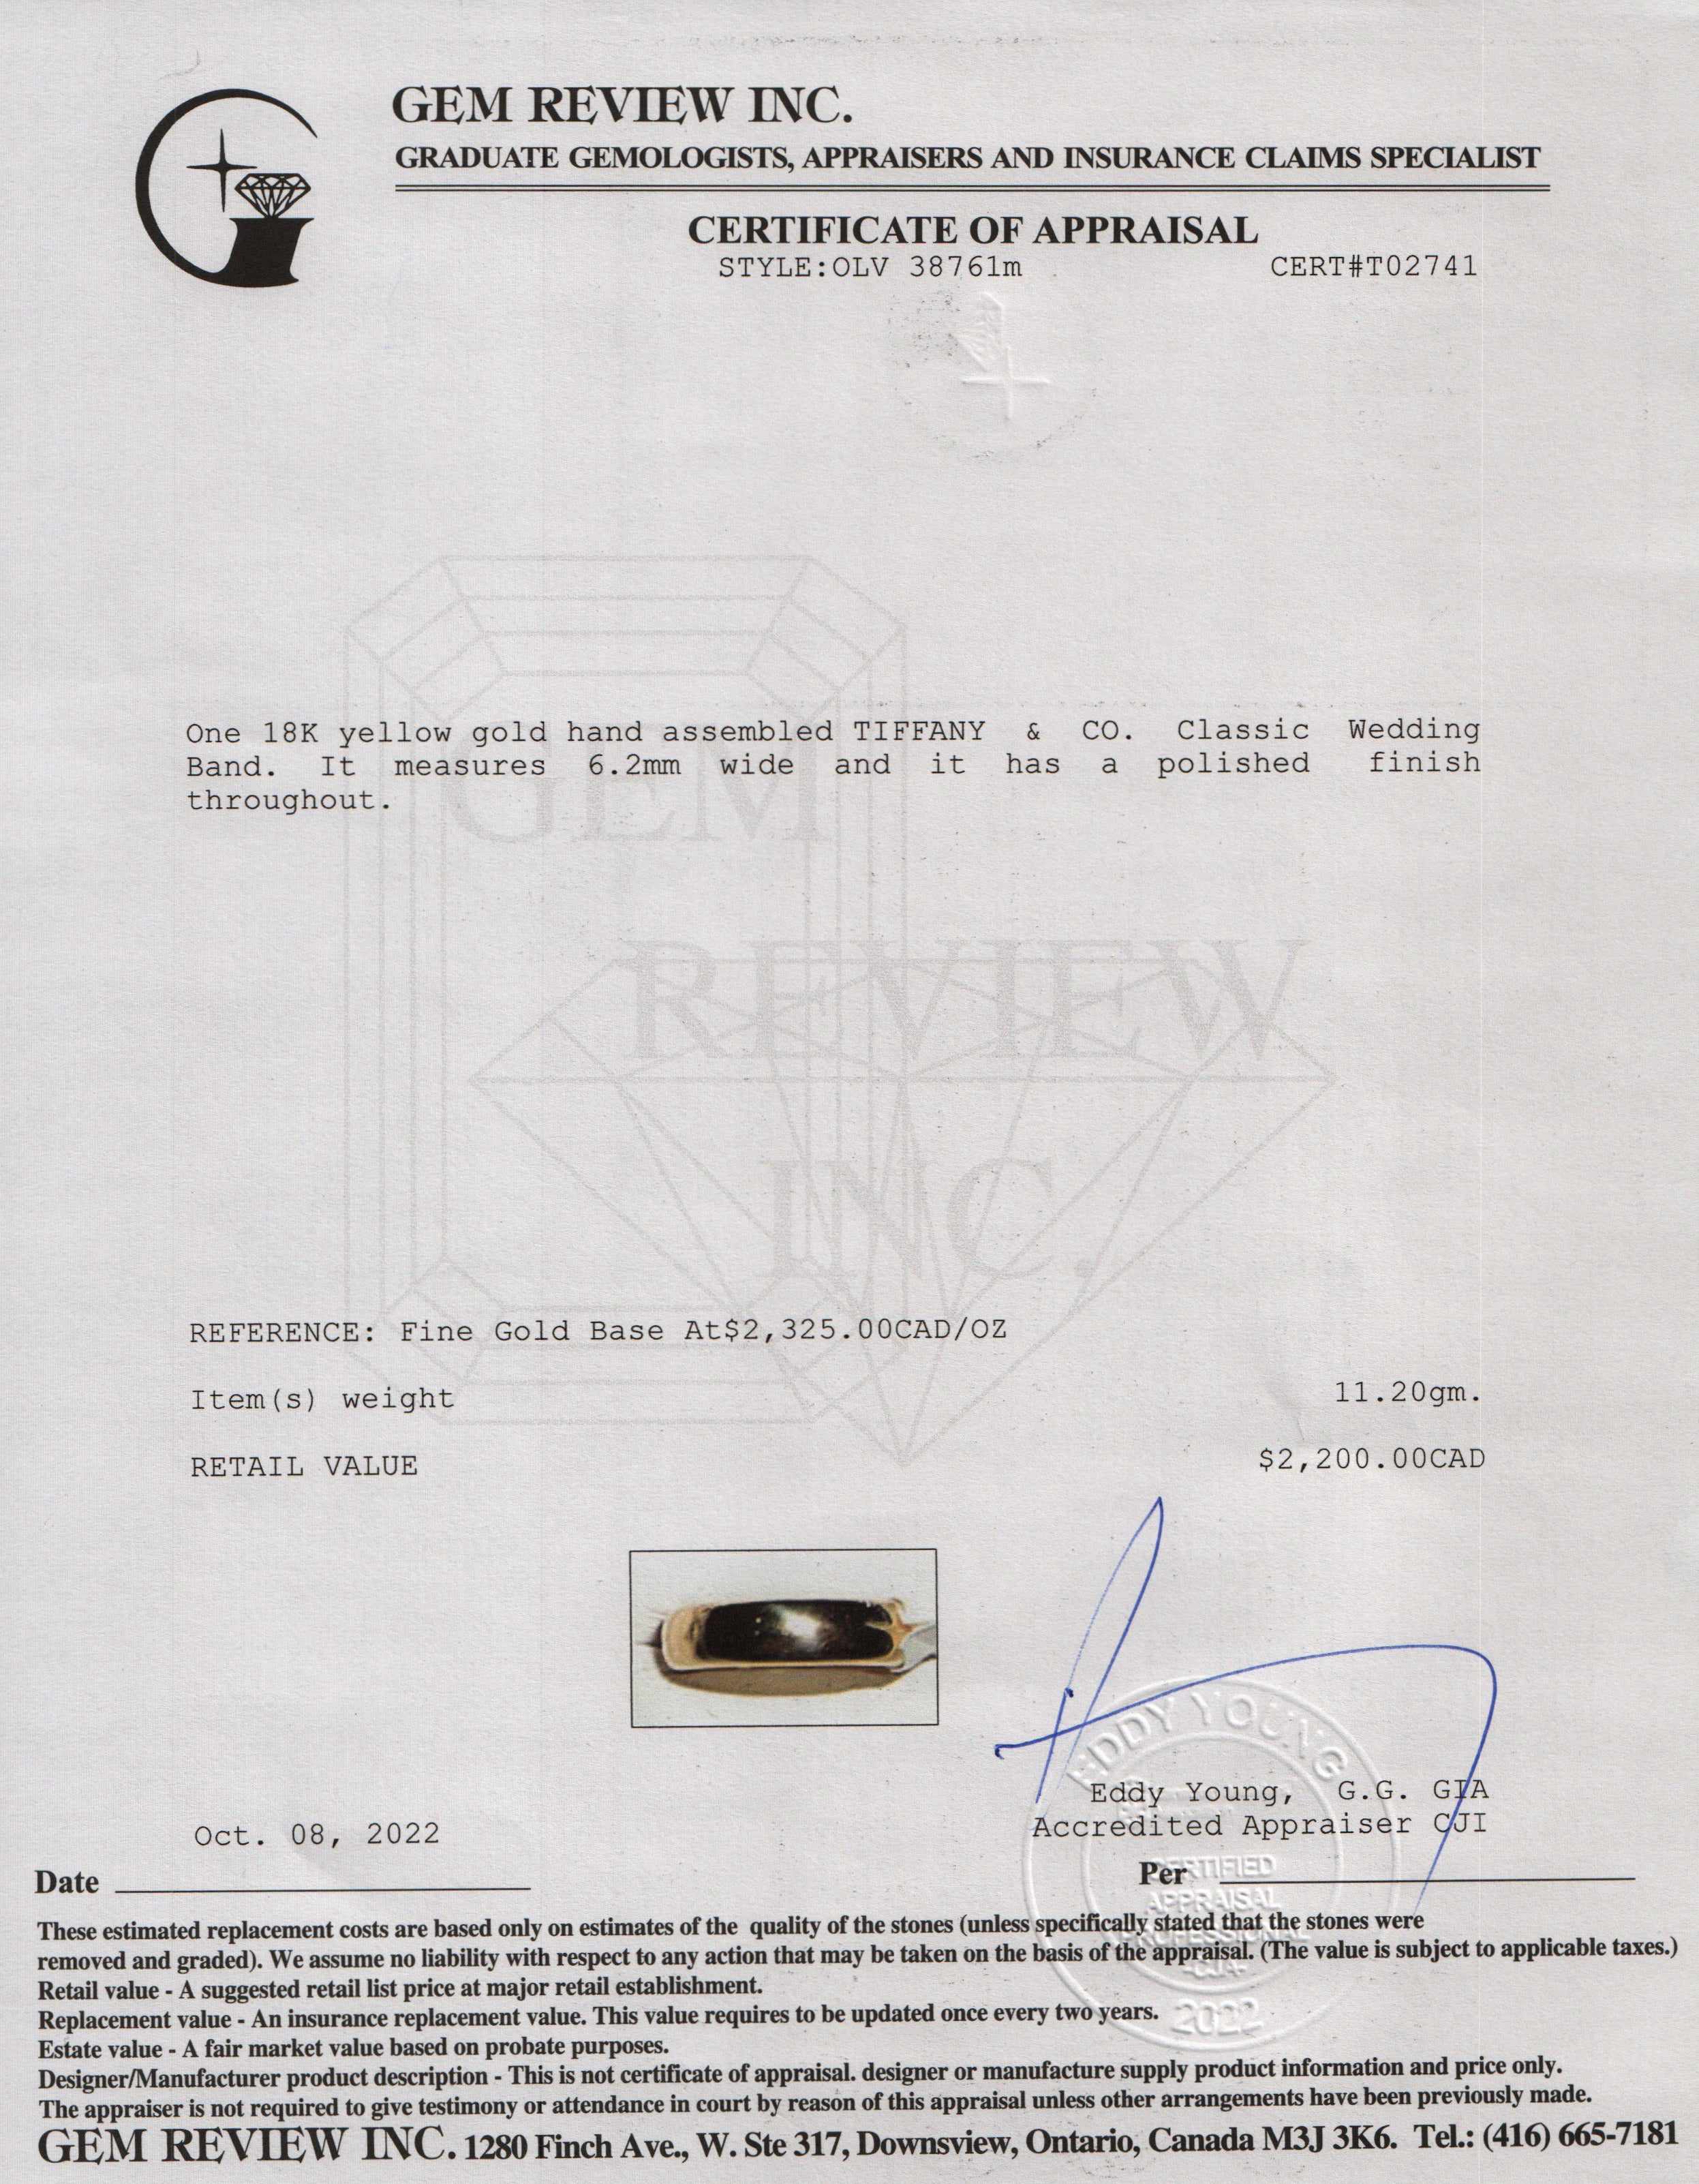 GEM REVIEW INC.
GRADUATE GEMOLOGISTS, APPRAISERS AND INSURANCE CLAIMS SPECIALIST
CERTIFICATE OF APPRAISAL
STYLE:OLV 38761m CERT#T02741
One 18K yellow gold hand assembled TIFFANY & CO. Classic Wedding
Band. It measures 6.2mm wide and it has a polished finish
throughout.
GEM
REVIEW
INC.
REFERENCE: Fine Gold Base At$2,325.00CAD/OZ
Item(s) weight 11.20gm.
RETAIL VALUE $2,200.00CAD
EDDY YOUNG
Eddy Young, G.G. GIA
Accredited Appraiser CJI
Oct. 08, 2022
Date
Per
CERTIFIED
APPRAISAL
PROFESSIONAL
2022
These estimated replacement costs are based only on estimates of the quality of the stones (unless specifically stated that the stones were
removed and graded). We assume no liability with respect to any action that may be taken on the basis of the appraisal. (The value is subject to applicable taxes.)
Retail value - A suggested retail list price at major retail establishment.
Replacement value - An insurance replacement value. This value requires to be updated once every two years.
Estate value - A fair market value based on probate purposes.
Designer/Manufacturer product description - This is not certificate of appraisal. designer or manufacture supply product information and price only.
The appraiser is not required to give testimony or attendance in court by reason of this appraisal unless other arrangements have been previously made.
GEM REVIEW INC. 1280 Finch Ave., W. Ste 317, Downsview, Ontario, Canada M3J 3K6. Tel.: (416) 665-7181